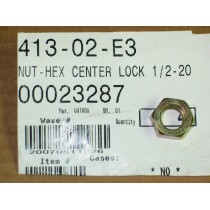 413-02-E3
NUT-HEX CENTER LOCK 1/2-20
00023287
Wave #
Quantity
Item #
Cases:
* NO *